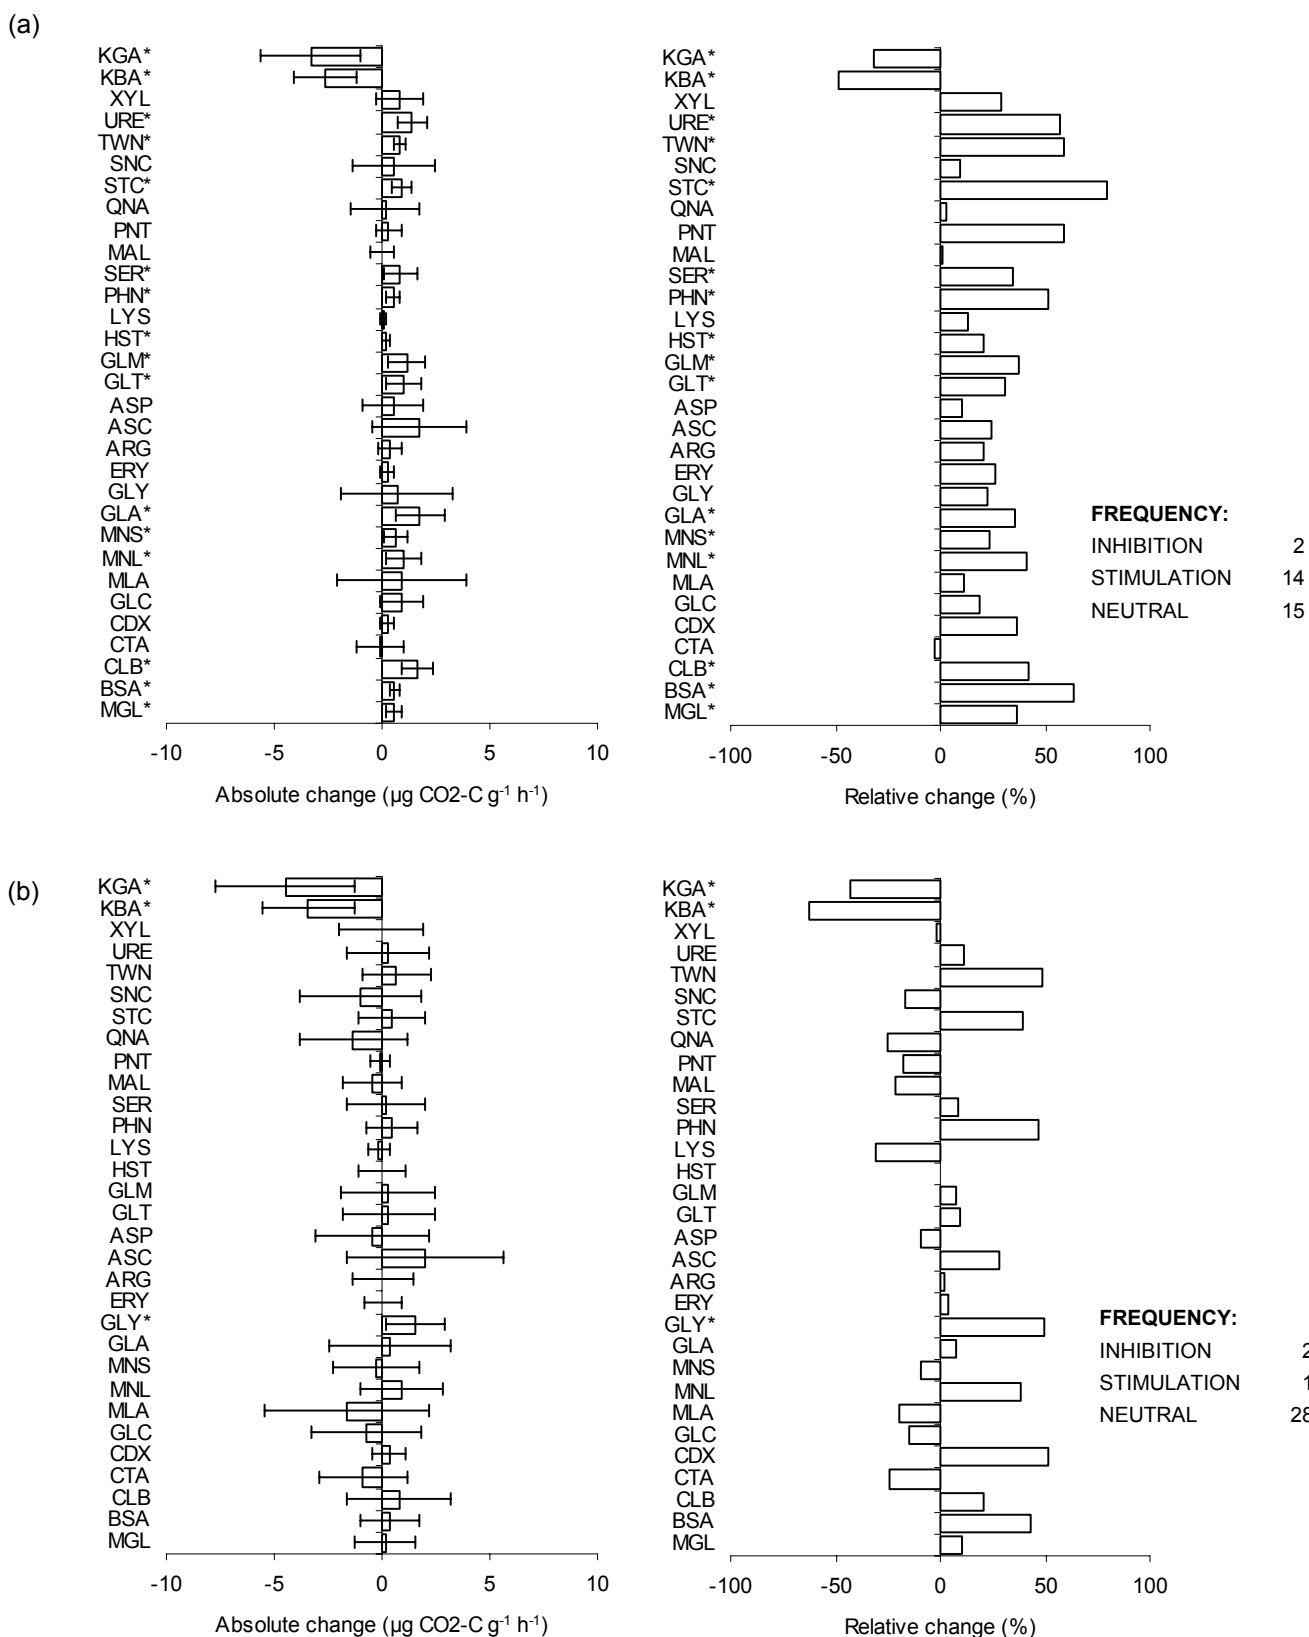 (a)
KGA*
KBA*
XYL
URE*
TWN*
SNC
STC*
QNA
PNT
MAL
SER*
PHN*
LYS
HST*
GLM*
GLT*
ASP
ASC
ARG
ERY
GLY
GLA*
MNS*
MNL*
MLA
GLC
CDX
CTA
CLB*
BSA*
MGL*
-10 -5 0 5 10
Absolute change (µg CO2-C g⁻¹ h⁻¹)
KGA*
KBA*
XYL
URE*
TWN*
SNC
STC*
QNA
PNT
MAL
SER*
PHN*
LYS
HST*
GLM*
GLT*
ASP
ASC
ARG
ERY
GLY
GLA*
MNS*
MNL*
MLA
GLC
CDX
CTA
CLB*
BSA*
MGL*
-100 -50 0 50 100
Relative change (%)
FREQUENCY:
INHIBITION 2
STIMULATION 14
NEUTRAL 15
(b)
KGA*
KBA*
XYL
URE
TWN
SNC
STC
QNA
PNT
MAL
SER
PHN
LYS
HST
GLM
GLT
ASP
ASC
ARG
ERY
GLY*
GLA
MNS
MNL
MLA
GLC
CDX
CTA
CLB
BSA
MGL
-10 -5 0 5 10
Absolute change (µg CO2-C g⁻¹ h⁻¹)
KGA*
KBA*
XYL
URE
TWN
SNC
STC
QNA
PNT
MAL
SER
PHN
LYS
HST
GLM
GLT
ASP
ASC
ARG
ERY
GLY*
GLA
MNS
MNL
MLA
GLC
CDX
CTA
CLB
BSA
MGL
-100 -50 0 50 100
Relative change (%)
FREQUENCY:
INHIBITION 2
STIMULATION 1
NEUTRAL 28